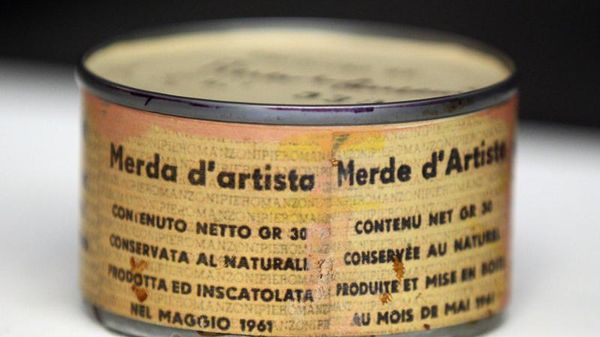 Merda d'artista
CONTENUTO NETTO GR 30
CONSERVATA AL NATURALE
PRODOTTA ED INSCATOLATA
NEL MAGGIO 1961
Merde d'Artiste
CONTENU NET GR 30
CONSERVÉE AU NATUREL
PRODUITE ET MISE EN BOITE
AU MOIS DE MAI 1961